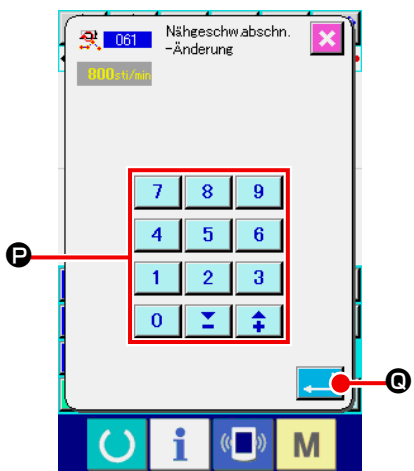 061
Nähgeschw.abschn.
-Änderung
800sti/min
7 8 9
4 5 6
P
1 2 3
0
Q
i M